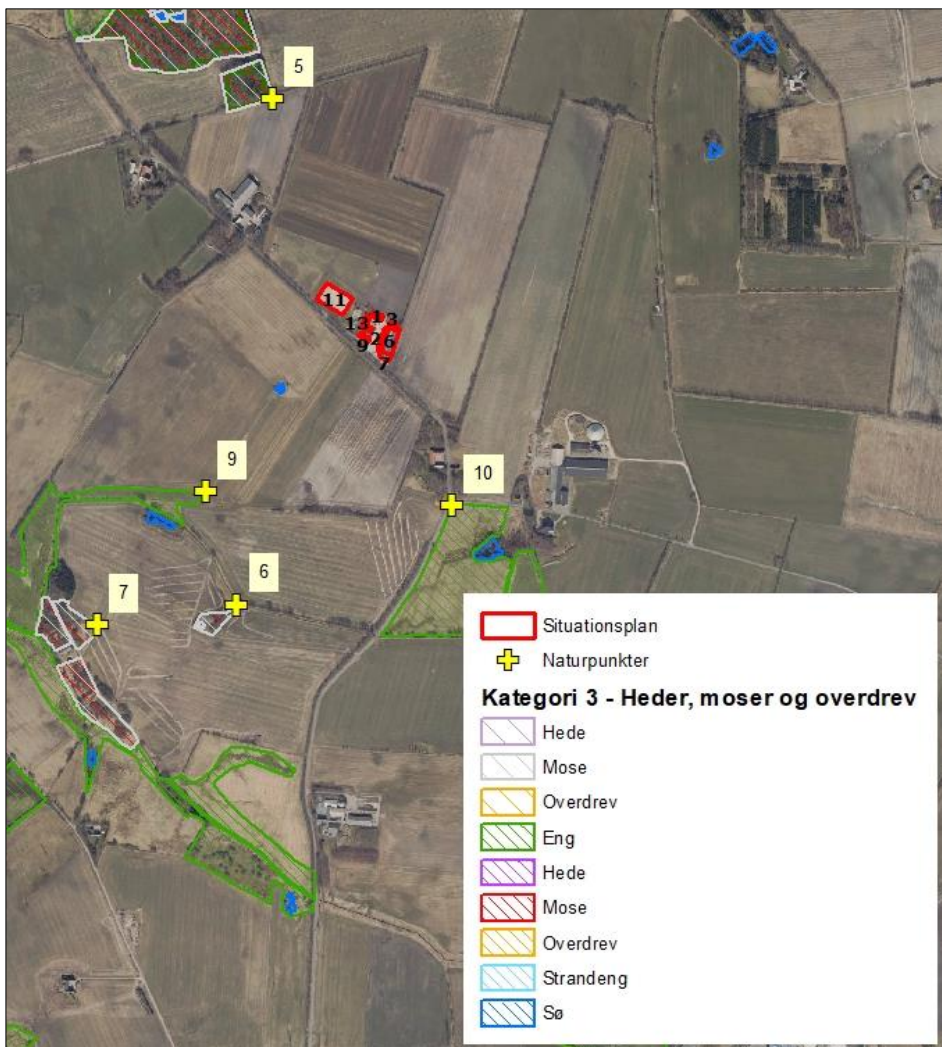 5
11
1
13
3
2
6
9
7
9
10
6
7
Situationsplan
Naturpunkter
Kategori 3 - Heder, moser og overdrev
Hede
Mose
Overdrev
Eng
Hede
Mose
Overdrev
Strandeng
Sø